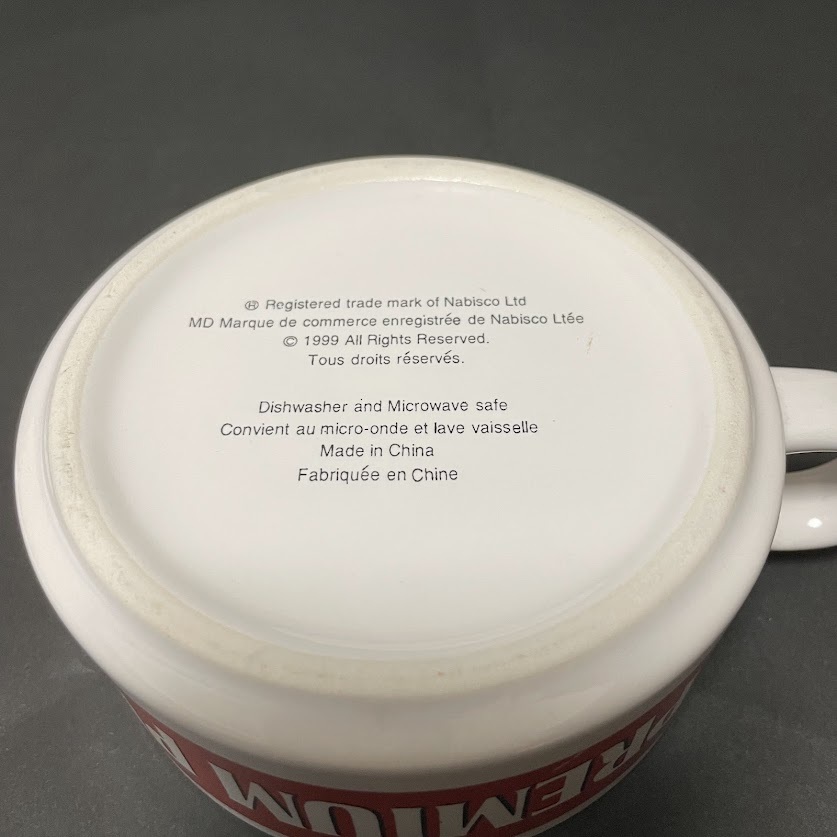 ® Registered trade mark of Nabisco Ltd
MD Marque de commerce enregistrée de Nabisco Ltée
© 1999 All Rights Reserved.
Tous droits réservés.
Dishwasher and Microwave safe
Convient au micro-onde et lave vaisselle
Made in China
Fabriquée en Chine
PREMIUM